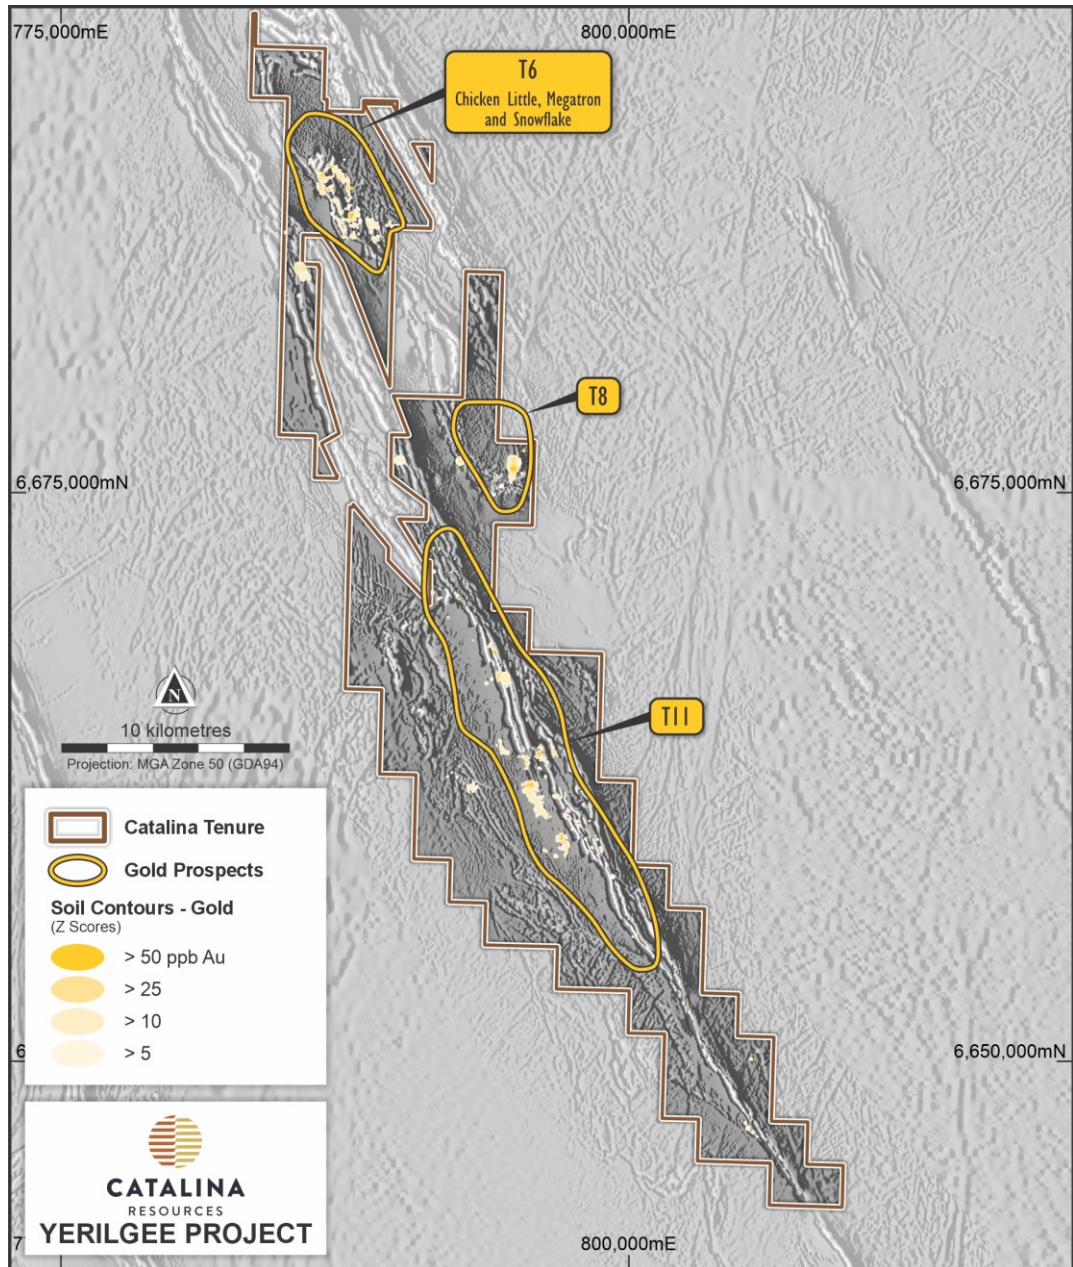 775,000mE
800,000mE
T6
Chicken Little, Megatron
and Snowflake
T8
6,675,000mN
6,675,000mN
T11
N
10 kilometres
Projection: MGA Zone 50 (GDA94)
Catalina Tenure
Gold Prospects
Soil Contours - Gold
(Z Scores)
> 50 ppb Au
> 25
> 10
> 5
6,650,000mN
CATALINA
RESOURCES
YERILGEE PROJECT
800,000mE